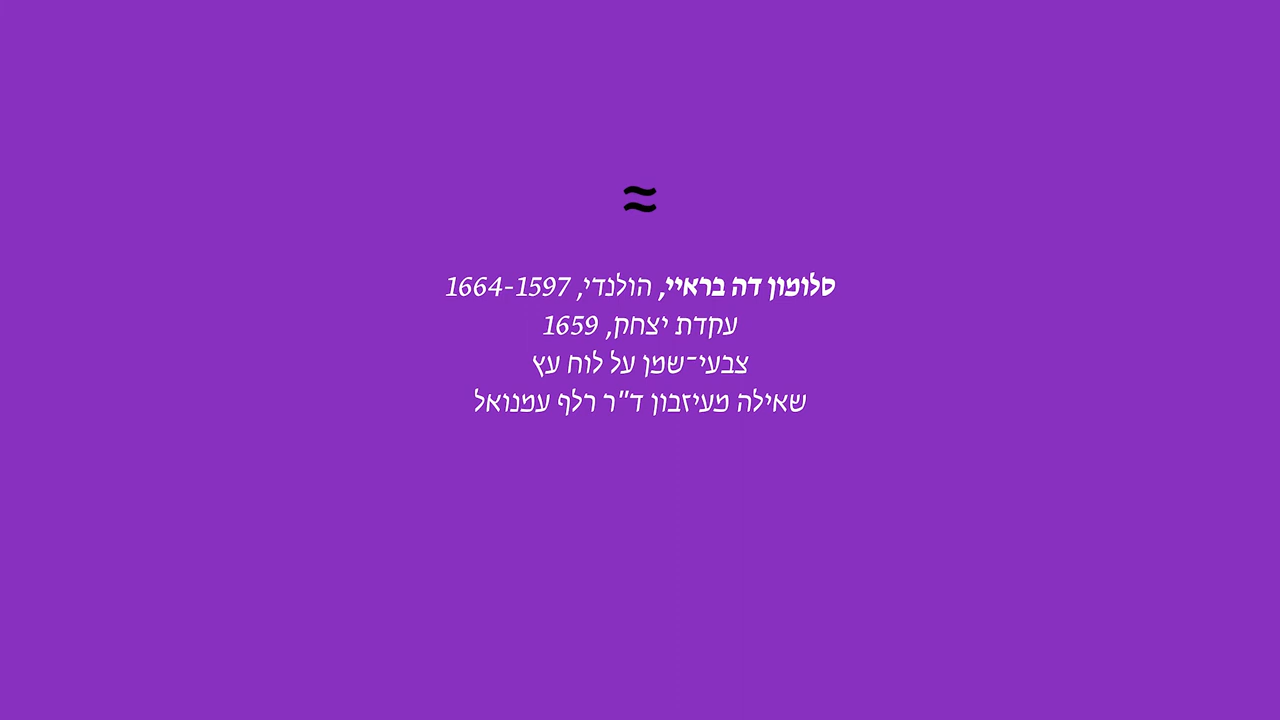 ≈
סלומון דה בראיי, הולנדי, 1664-1597
עקדת יצחק, 1659
צבעי־שמן על לוח עץ
שאילה מעיזבון ד"ר רלף עמנואל